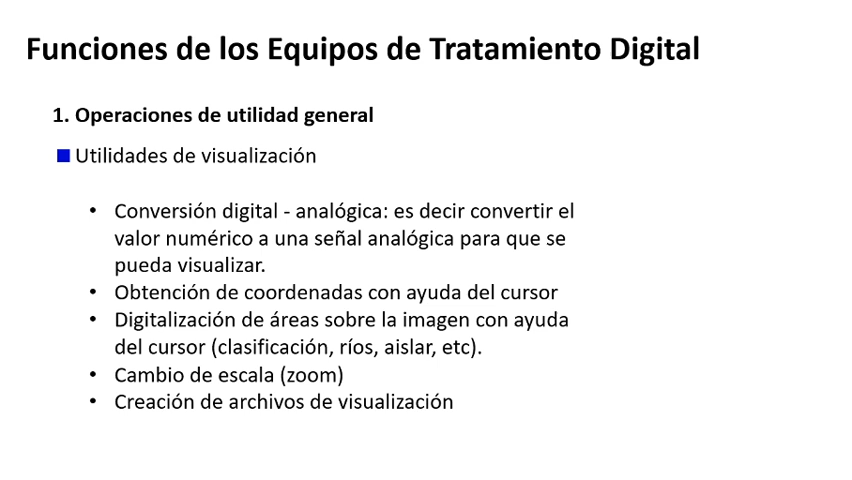 Funciones de los Equipos de Tratamiento Digital
1. Operaciones de utilidad general
Utilidades de visualización
• Conversión digital - analógica: es decir convertir el
valor numérico a una señal analógica para que se
pueda visualizar.
• Obtención de coordenadas con ayuda del cursor
• Digitalización de áreas sobre la imagen con ayuda
del cursor (clasificación, ríos, aislar, etc).
• Cambio de escala (zoom)
• Creación de archivos de visualización